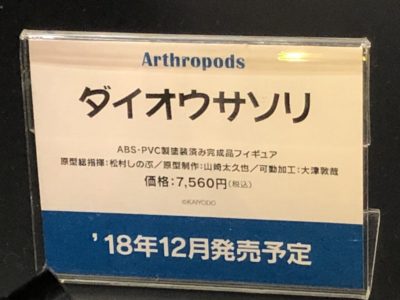 Arthropods
ダイオウサソリ
ABS・PVC製塗装済み完成品フィギュア
原型総指揮：松村しのぶ／原型制作：山崎太久也／可動加工：大津敦哉
価格：7,560円(税込)
©KAIYODO
’18年12月発売予定